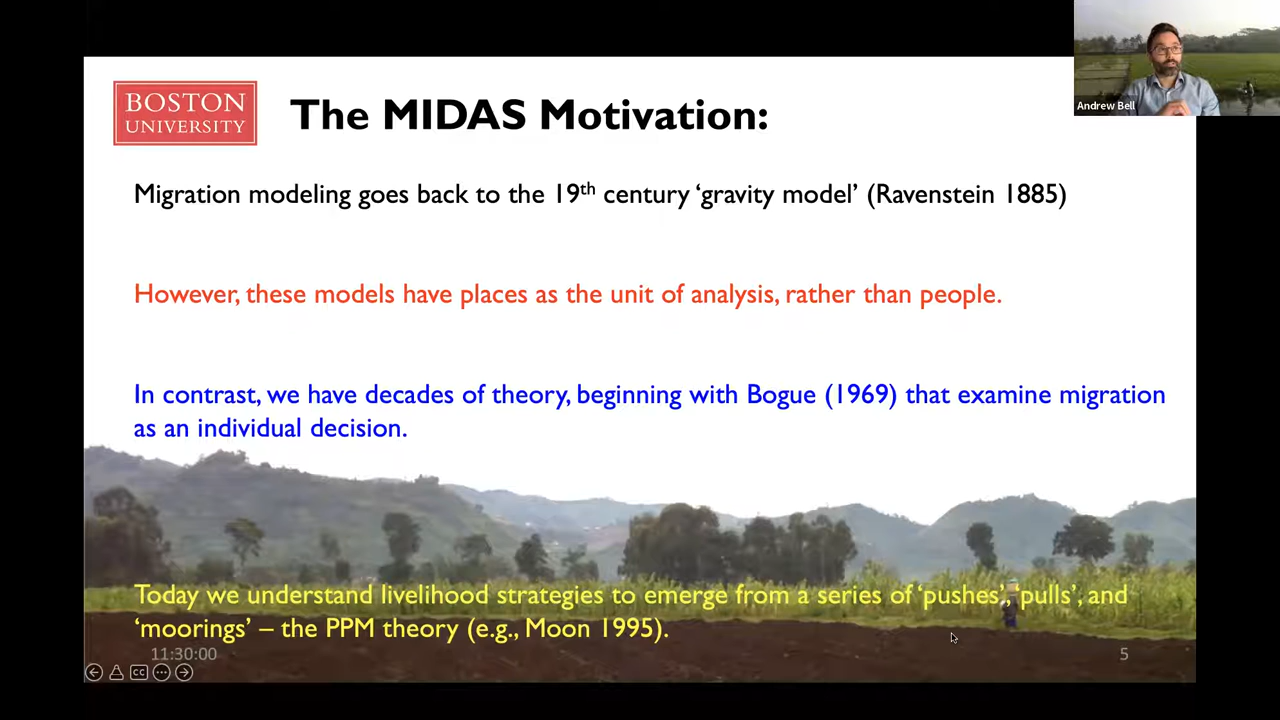 BOSTON
UNIVERSITY
The MIDAS Motivation:
Andrew Bell
Migration modeling goes back to the 19th century ‘gravity model’ (Ravenstein 1885)
However, these models have places as the unit of analysis, rather than people.
In contrast, we have decades of theory, beginning with Bogue (1969) that examine migration
as an individual decision.
Today we understand livelihood strategies to emerge from a series of ‘pushes’, ‘pulls’, and
‘moorings’ – the PPM theory (e.g., Moon 1995).
11:30:00
5
CC